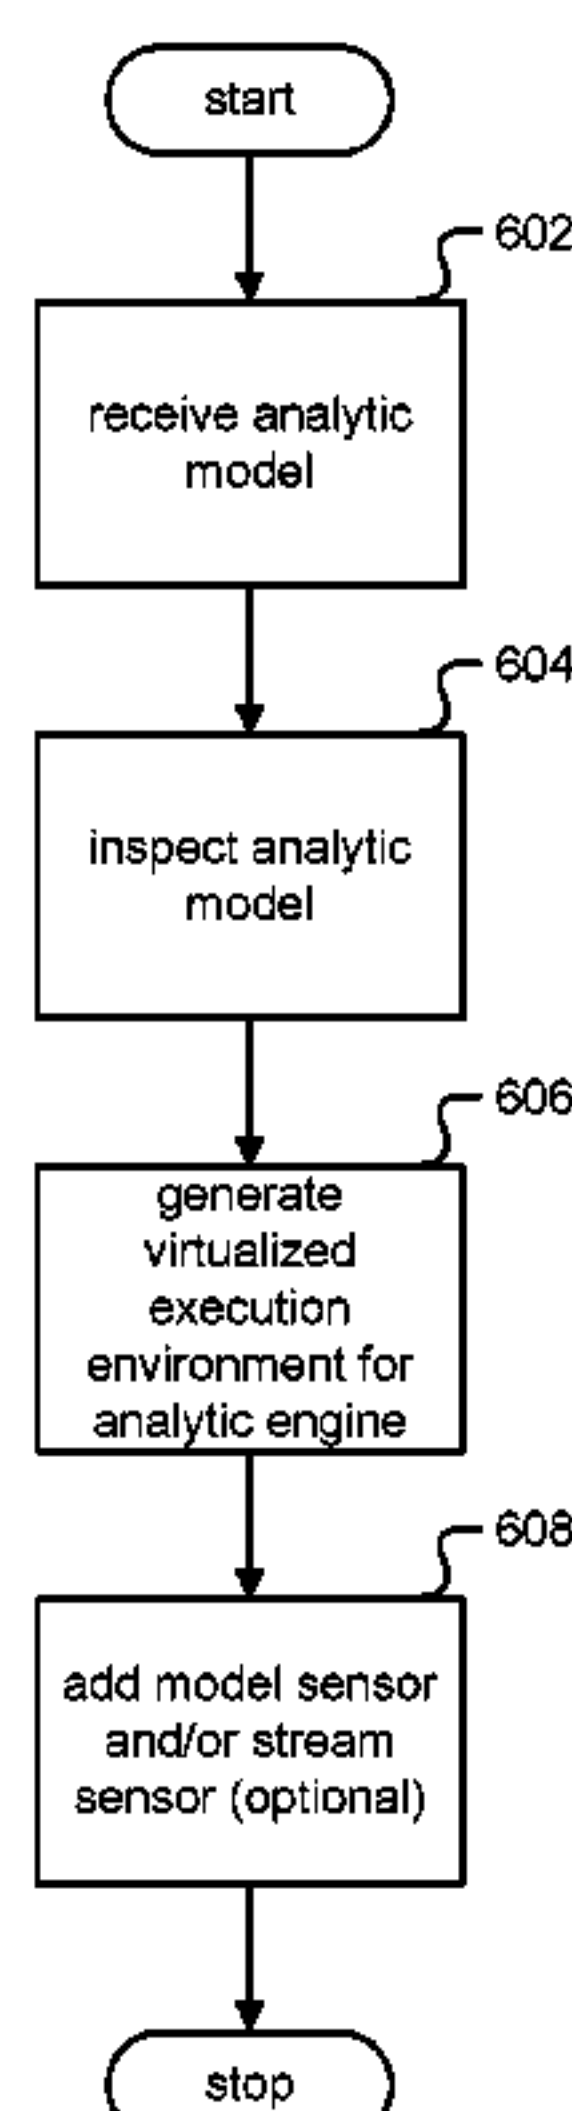 start
602
receive analytic
model
604
inspect analytic
model
606
generate
virtualized
execution
environment for
analytic engine
608
add model sensor
and/or stream
sensor (optional)
stop